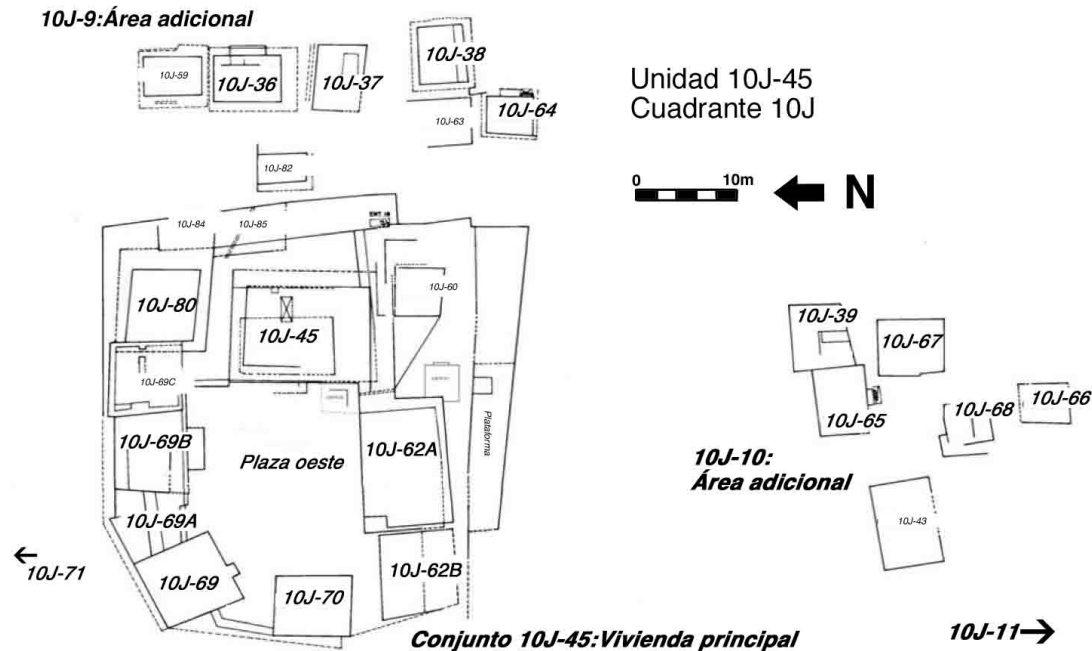 10J-9:Área adicional
10J-59
10J-36
10J-37
10J-38
10J-63
10J-64
Unidad 10J-45
Cuadrante 10J
0 10m
N
10J-82
10J-84
10J-85
10J-80
10J-45
10J-60
10J-69C
10J-69B
Plaza oeste
10J-62A
Plataforma
10J-69A
10J-69
10J-70
10J-62B
10J-71
10J-39
10J-67
10J-65
10J-68
10J-66
10J-10:
Área adicional
10J-43
Conjunto 10J-45:Vivienda principal
10J-11